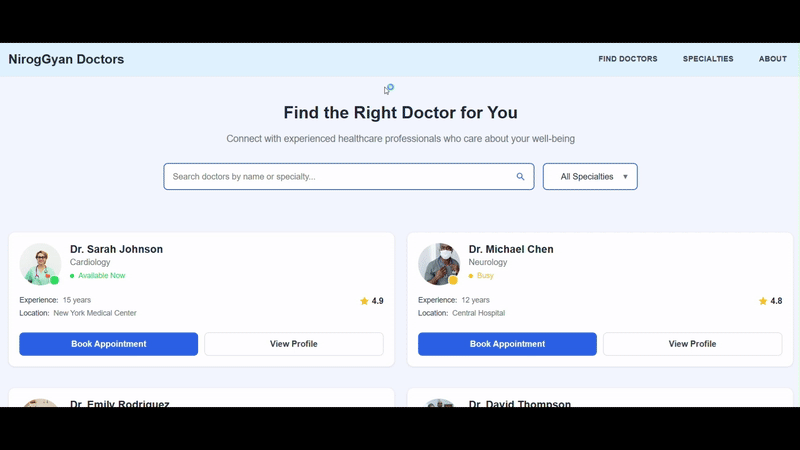 NirogGyan Doctors
FIND DOCTORS SPECIALTIES ABOUT
Find the Right Doctor for You
Connect with experienced healthcare professionals who care about your well-being
Search doctors by name or specialty...
All Specialties
Dr. Sarah Johnson
Cardiology
Available Now
Experience: 15 years
4.9
Location: New York Medical Center
Book Appointment
View Profile
Dr. Michael Chen
Neurology
Busy
Experience: 12 years
4.8
Location: Central Hospital
Book Appointment
View Profile
Dr. Emily Rodriguez
Dr. David Thompson